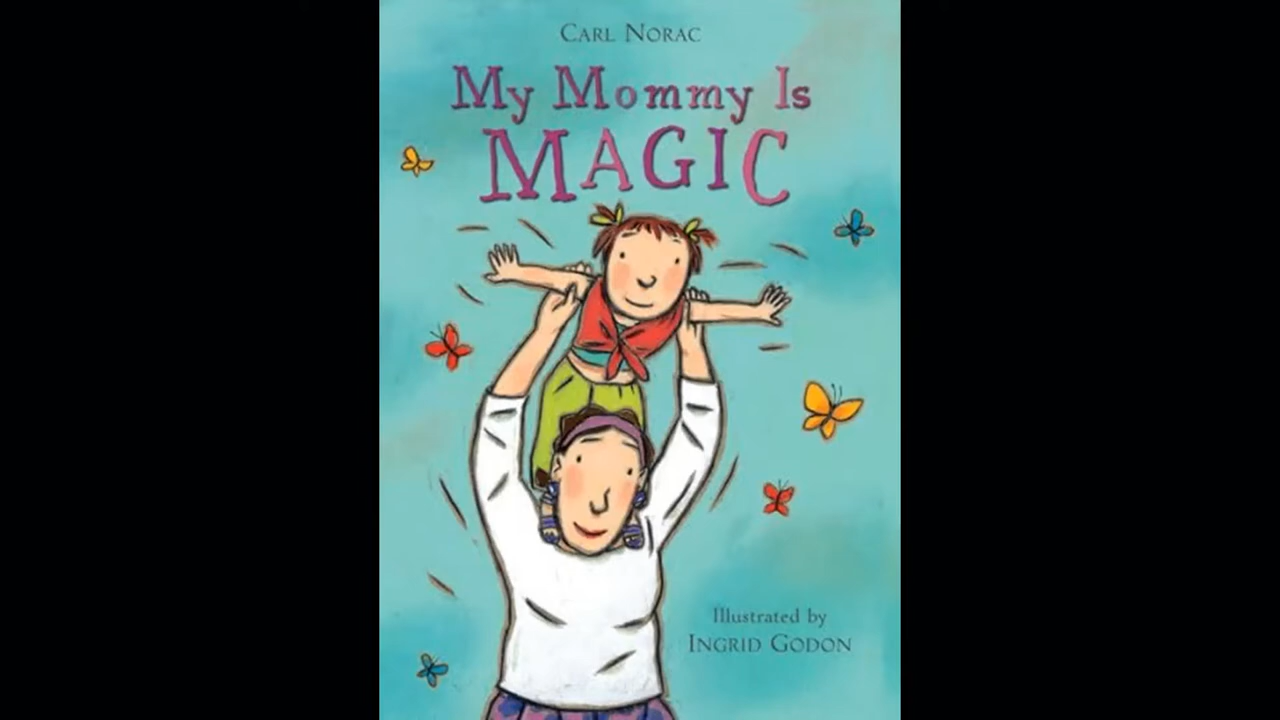 CARL NORAC
My Mommy Is
MAGIC
Illustrated by
INGRID GODON